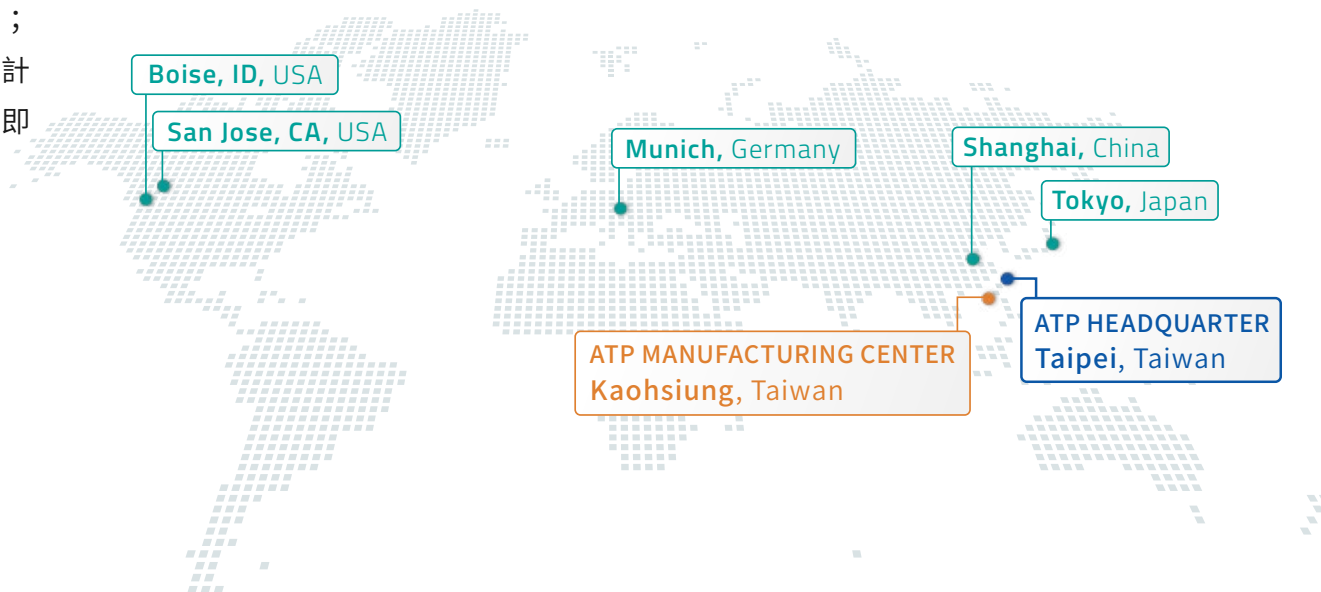 ；
計
即
Boise, ID, USA
San Jose, CA, USA
Munich, Germany
Shanghai, China
Tokyo, Japan
ATP HEADQUARTER
Taipei, Taiwan
ATP MANUFACTURING CENTER
Kaohsiung, Taiwan